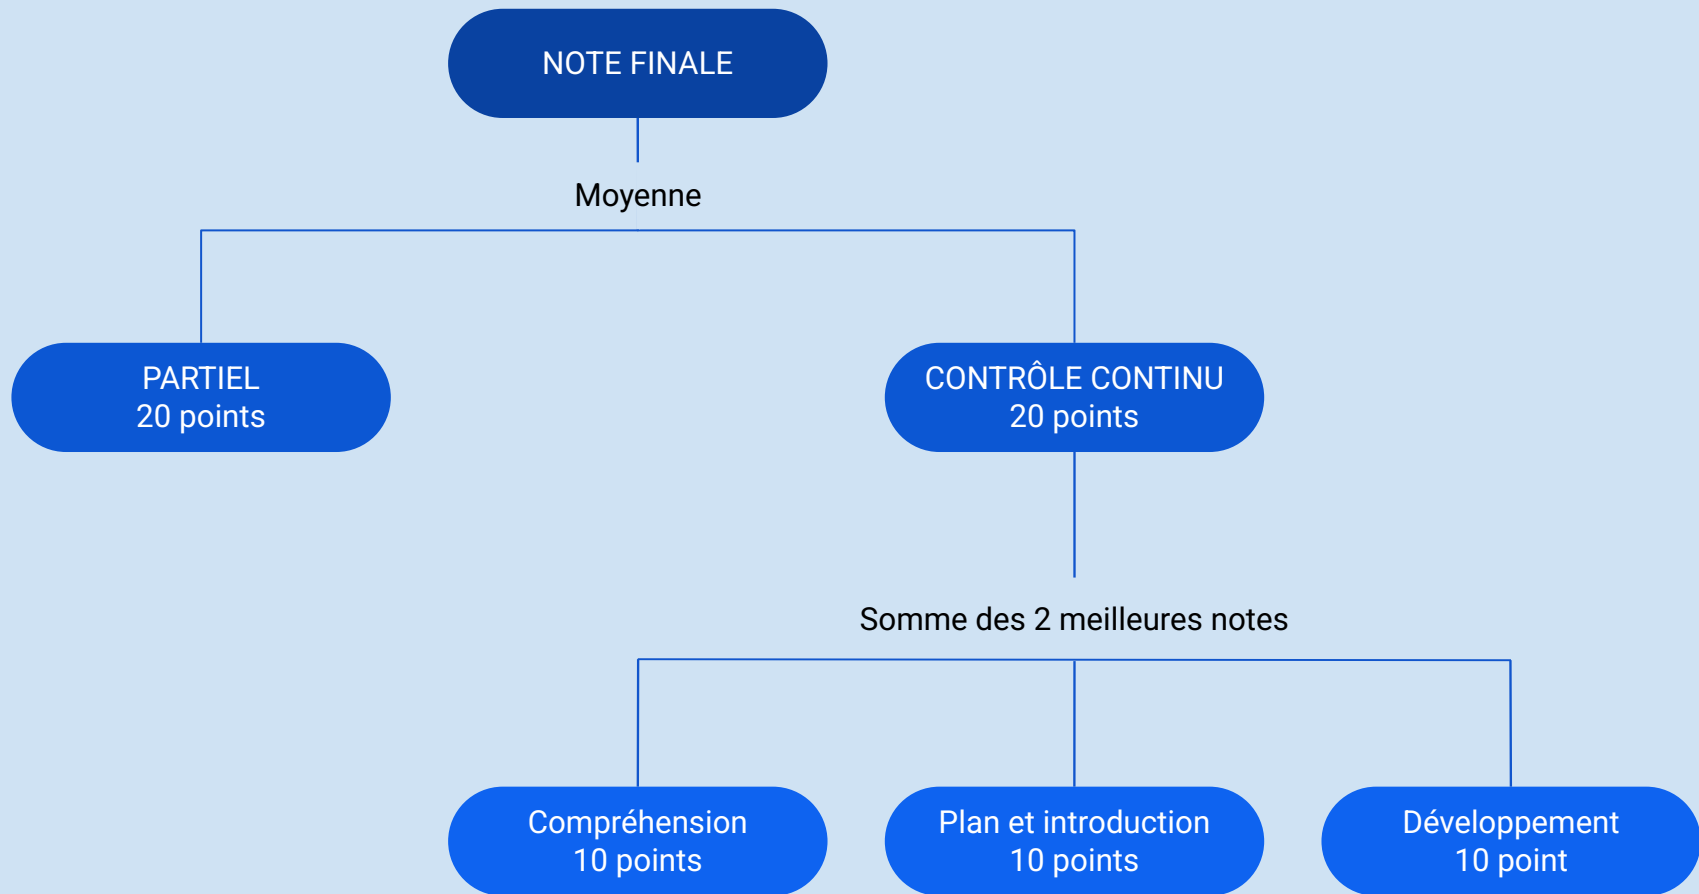 NOTE FINALE
Moyenne
PARTIEL
20 points
CONTRÔLE CONTINU
20 points
Somme des 2 meilleures notes
Compréhension
10 points
Plan et introduction
10 points
Développement
10 point